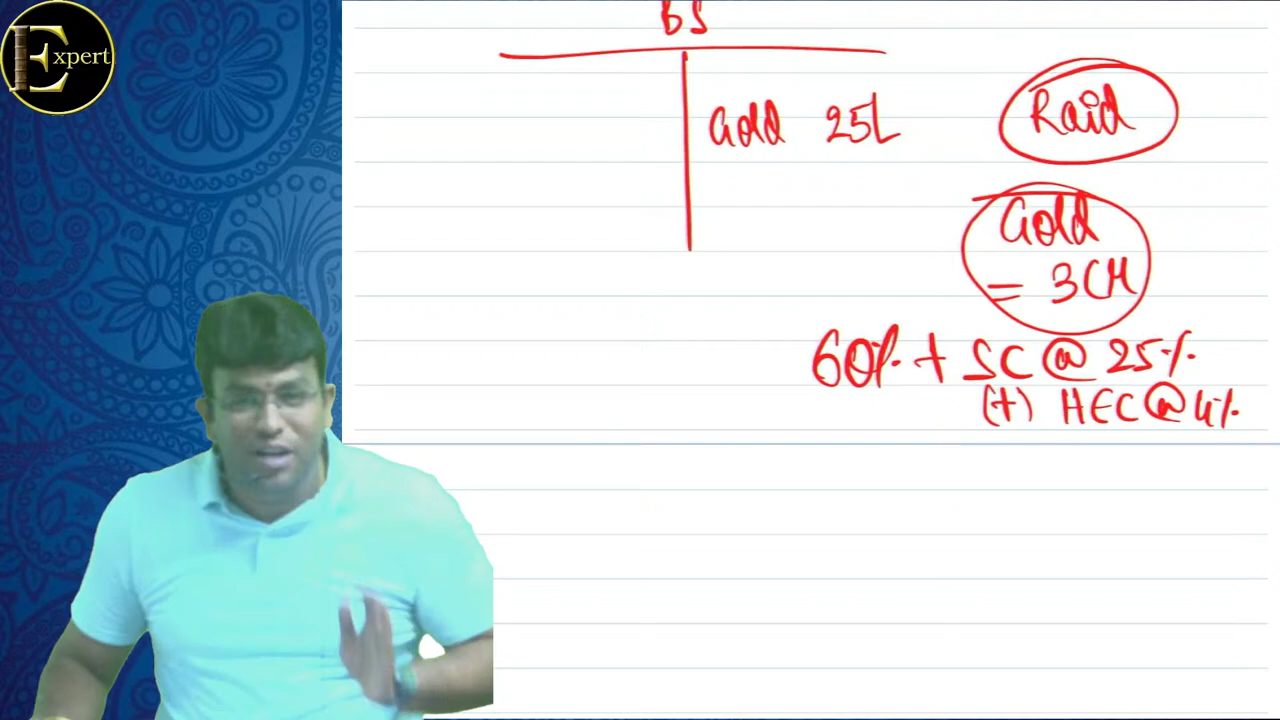 Expert
BS
Gold 25L
Raid
Gold
= 3CR
60% + SC @ 25%
(+) HEC @ 4%